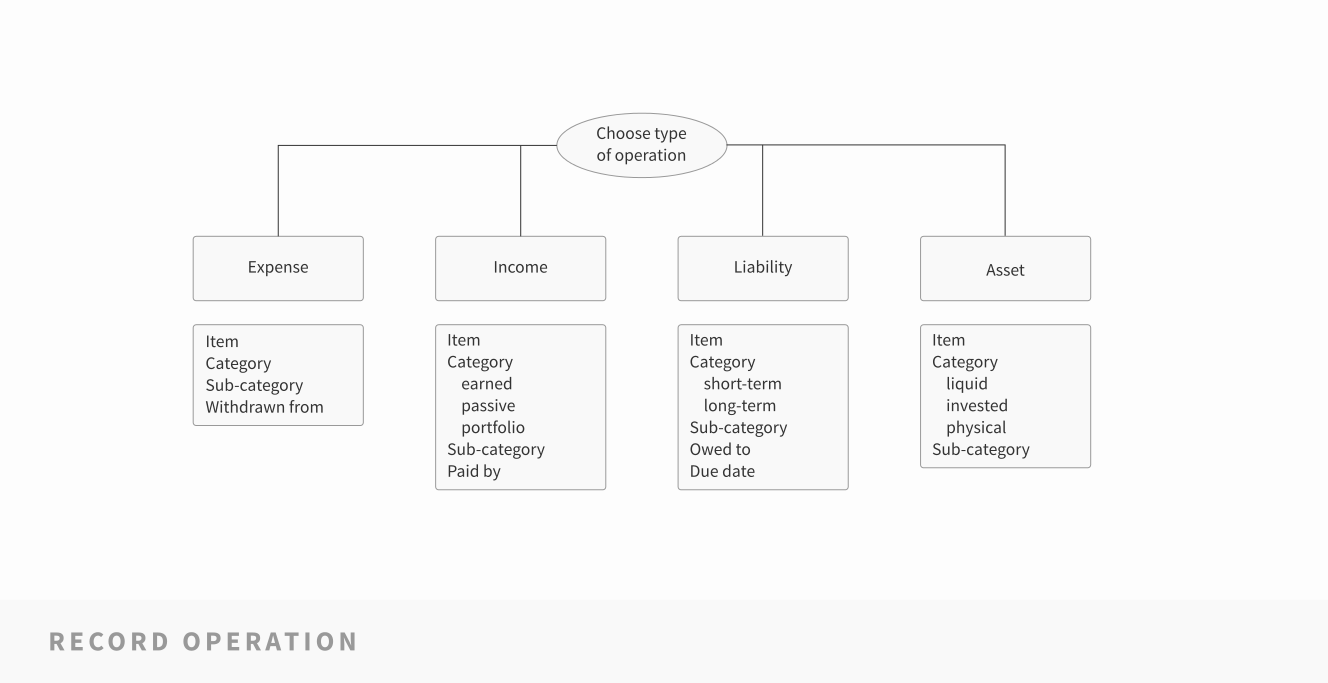 Choose type
of operation
Expense
Income
Liability
Asset
Item
Category
Sub-category
Withdrawn from
Item
Category
earned
passive
portfolio
Sub-category
Paid by
Item
Category
short-term
long-term
Sub-category
Owed to
Due date
Item
Category
liquid
invested
physical
Sub-category
RECORD OPERATION